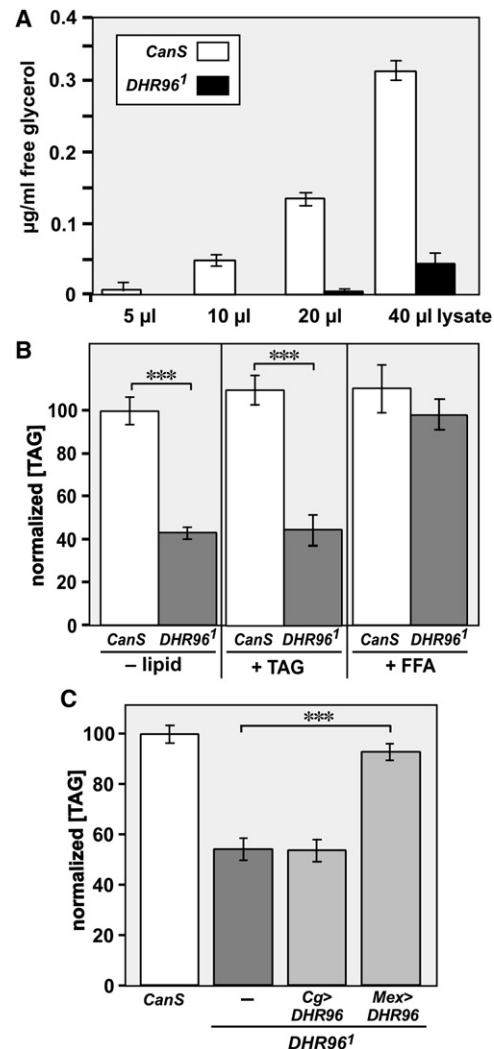 A
0.4
CanS
DHR96¹
0.3
0.2
0.1
0
µg/ml free glycerol
5 µl 10 µl 20 µl 40 µl lysate
B
*** ***
100
80
60
40
20
0
normalized [TAG]
CanS DHR96¹ CanS DHR96¹ CanS DHR96¹
– lipid + TAG + FFA
C
***
100
80
60
40
20
0
normalized [TAG]
CanS – Cg> Mex>
DHR96 DHR96
DHR96¹